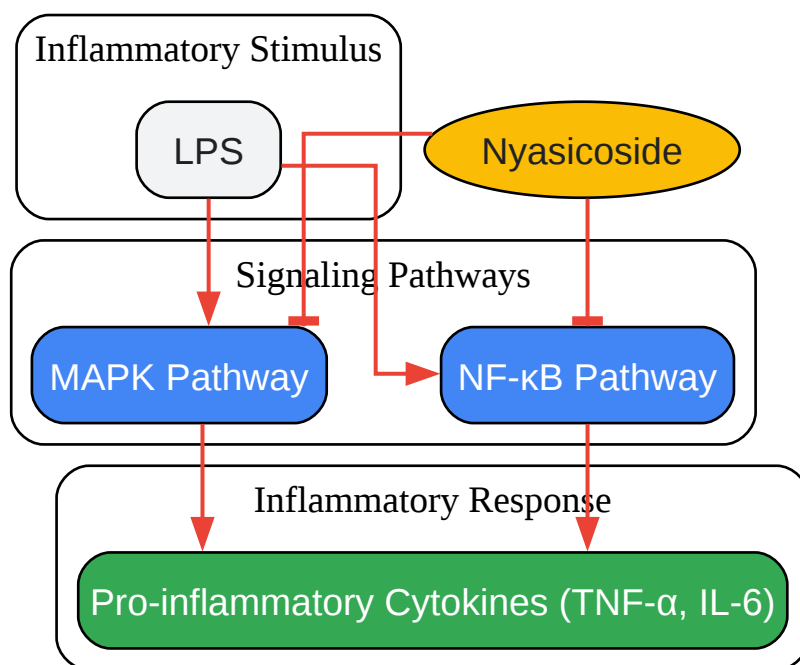 Inflammatory Stimulus
LPS
Nyasicoside
Signaling Pathways
MAPK Pathway
NF-κB Pathway
Inflammatory Response
Pro-inflammatory Cytokines (TNF-α, IL-6)